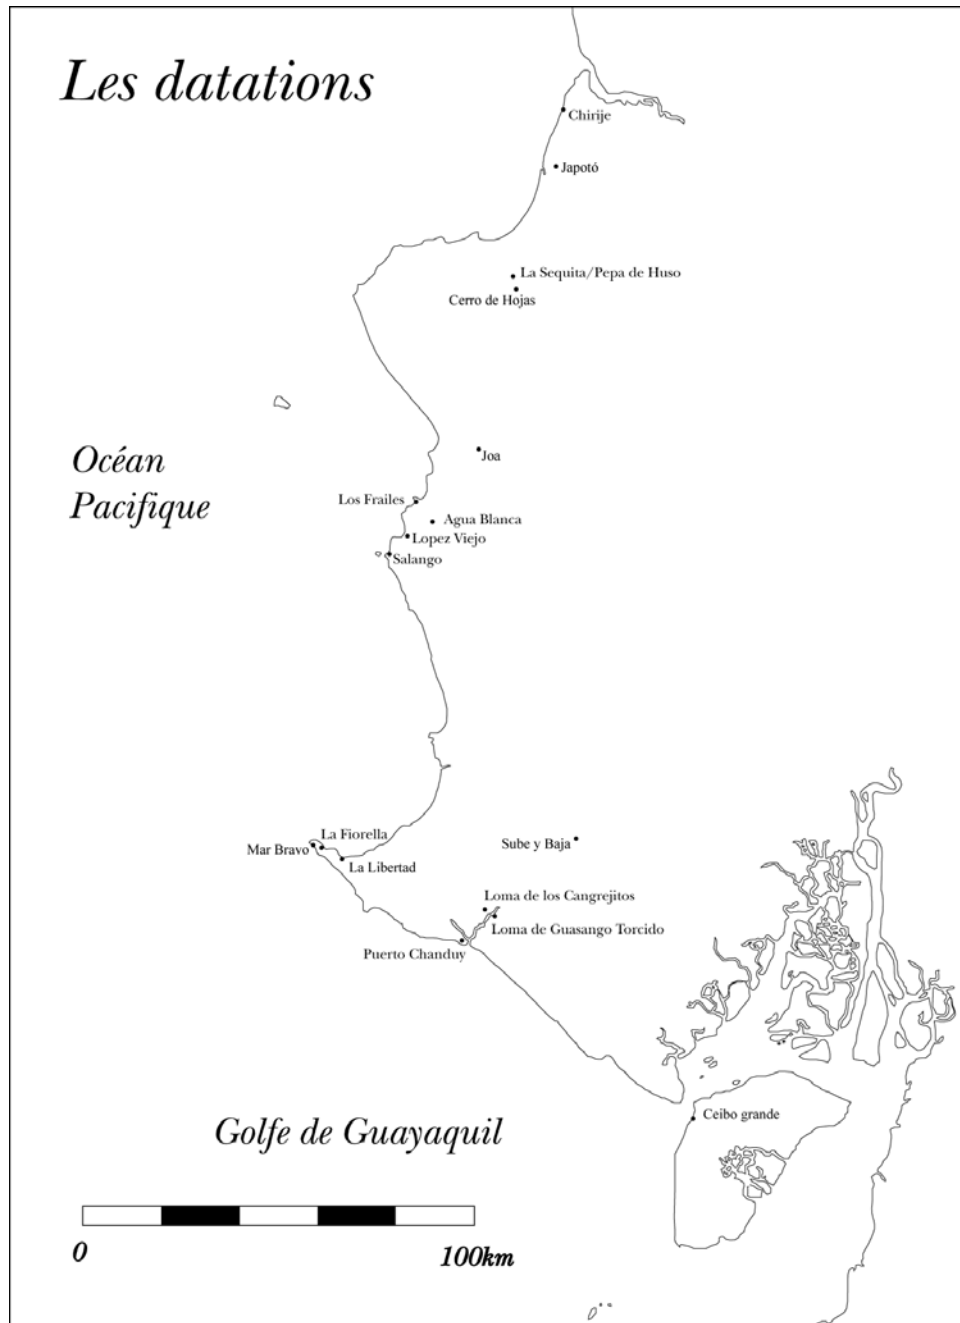 Les datations
Chirije
Japotó
La Sequita/Pepa de Huso
Cerro de Hojas
Océan
Pacifique
Joa
Los Frailes
Agua Blanca
Lopez Viejo
Salango
La Fiorella
Mar Bravo
La Libertad
Sube y Baja
Loma de los Cangrejitos
Loma de Guasango Torcido
Puerto Chanduy
Ceibo grande
Golfe de Guayaquil
0
100km